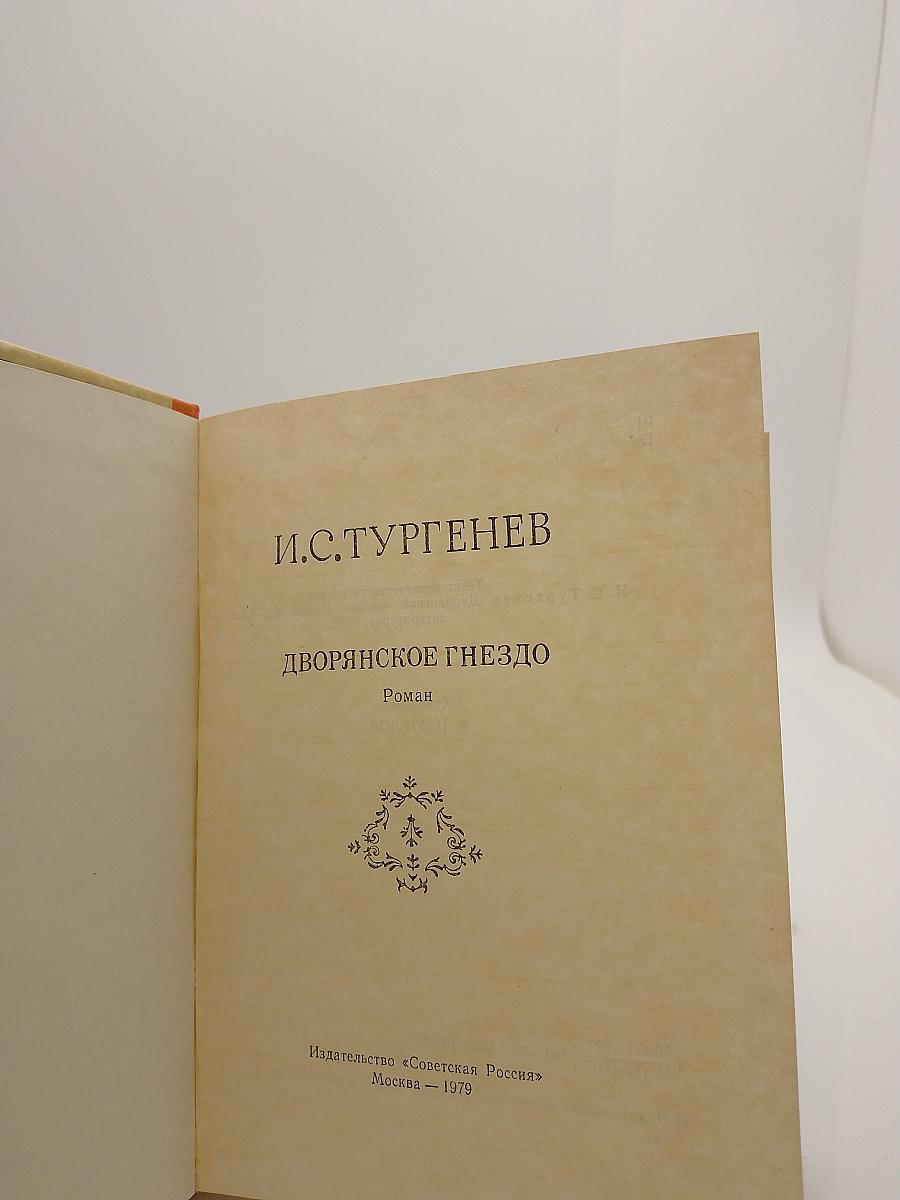 И.С.ТУРГЕНЕВ
ДВОРЯНСКОЕ ГНЕЗДО
Роман
Издательство «Советская Россия»
Москва — 1979